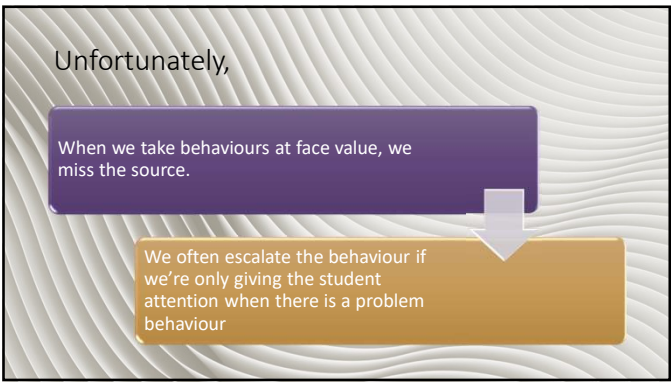 Unfortunately,
When we take behaviours at face value, we
miss the source.
We often escalate the behaviour if
we're only giving the student
attention when there is a problem
behaviour